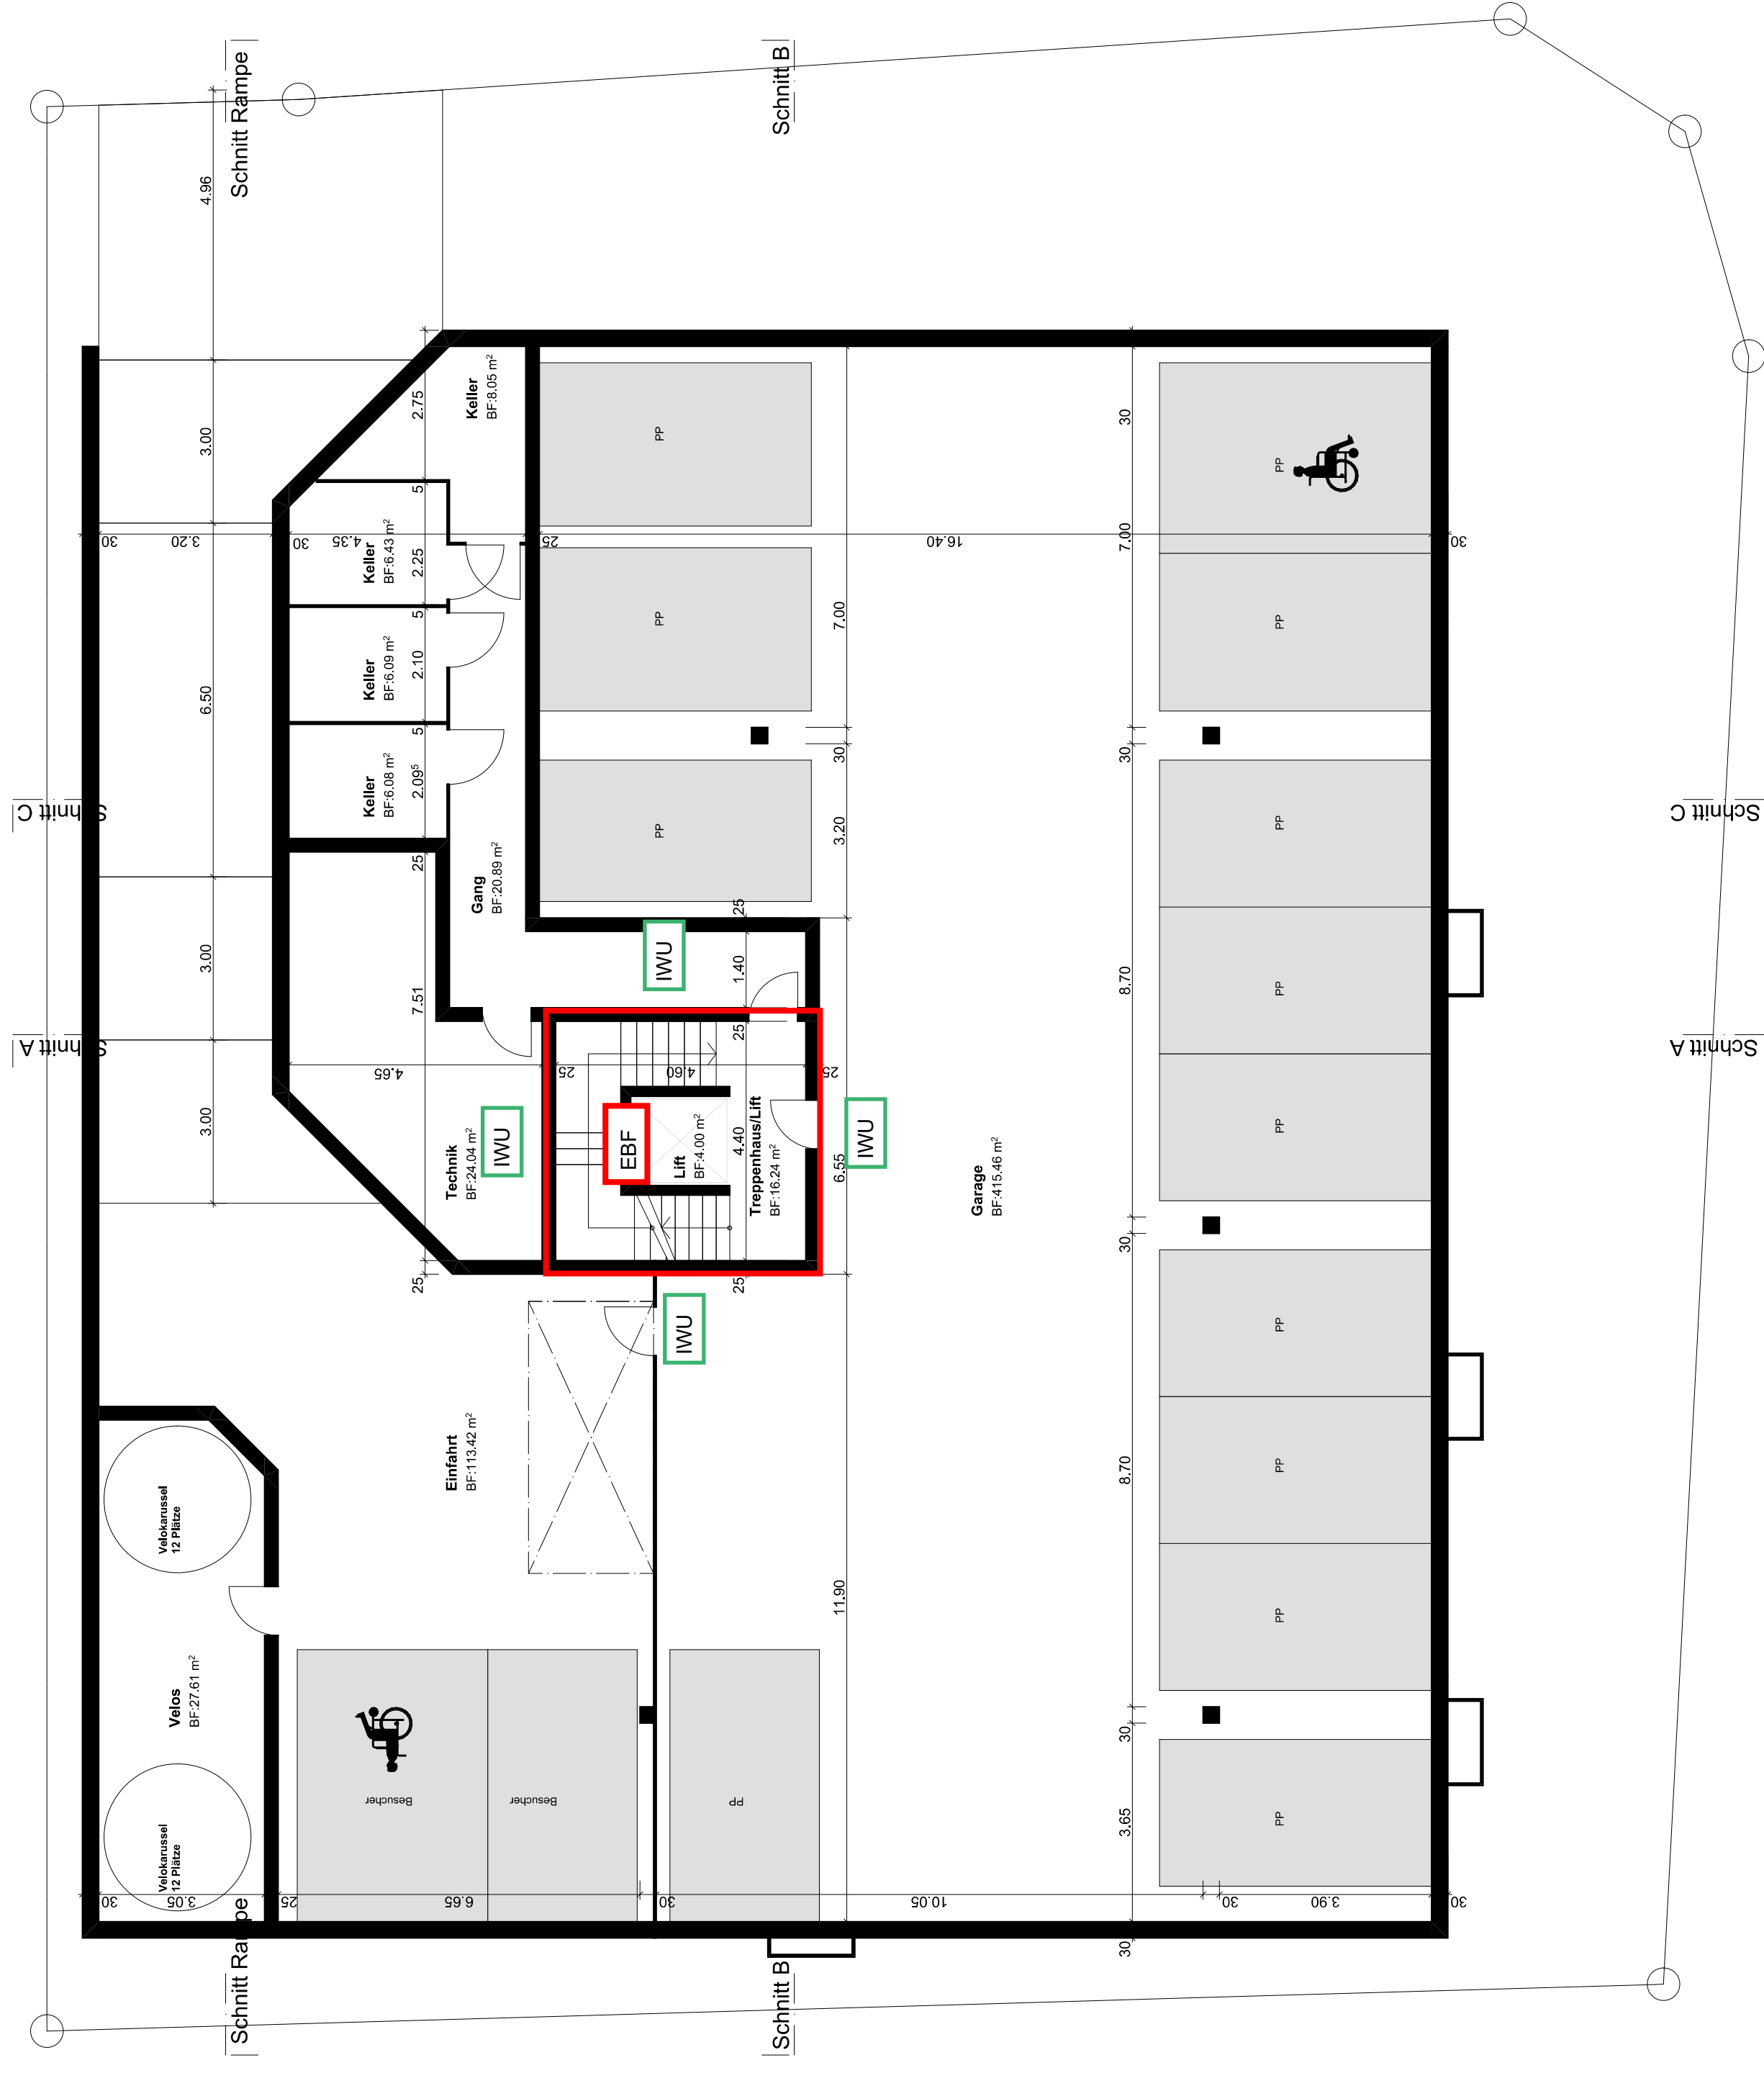 Schnitt Rampe
Schnitt B
4.96
3.00
6.50
3.00
3.00
30
3.20
30
4.35
25
16.40
30
2.75
5
2.25
5
2.10
5
2.09⁵
25
7.51
25
Keller
BF:8.05 m²
Keller
BF:6.43 m²
Keller
BF:6.09 m²
Keller
BF:6.08 m²
Gang
BF:20.89 m²
PP
PP
PP
7.00
30
3.20
6.55
11.90
30
7.00
30
8.70
30
8.70
30
3.65
30
PP
PP
PP
PP
PP
PP
PP
PP
PP
Schnitt C
Schnitt C
Schnitt A
Schnitt A
25
1.40
25
4.40
25
4.65
25
4.60
25
IWU
IWU
IWU
IWU
EBF
Technik
BF:24.04 m²
Lift
BF:4.00 m²
Treppenhaus/Lift
BF:16.24 m²
Garage
BF:415.46 m²
Einfahrt
BF:113.42 m²
Velokarussel
12 Plätze
Velos
BF:27.61 m²
Velokarussel
12 Plätze
Besucher
Besucher
PP
30
3.05
25
6.65
30
10.05
30
3.90
30
Schnitt Rampe
Schnitt B